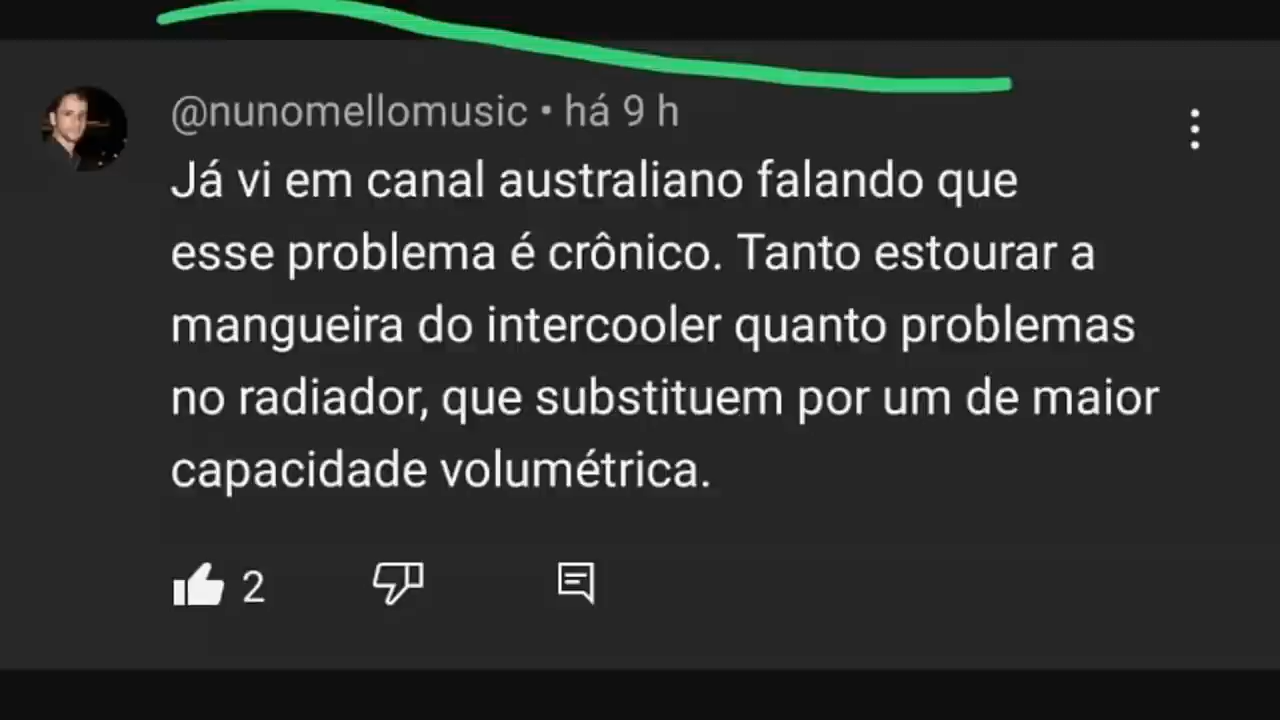 @nunomellomusic • há 9 h
Já vi em canal australiano falando que
esse problema é crônico. Tanto estourar a
mangueira do intercooler quanto problemas
no radiador, que substituem por um de maior
capacidade volumétrica.
2